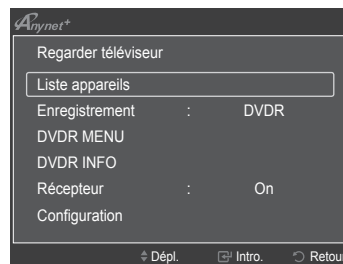 Anynet+
Regarder téléviseur
Liste appareils
Enregistrement : DVDR
DVDR MENU
DVDR INFO
Récepteur : On
Configuration
Dépl. Intro. Retour